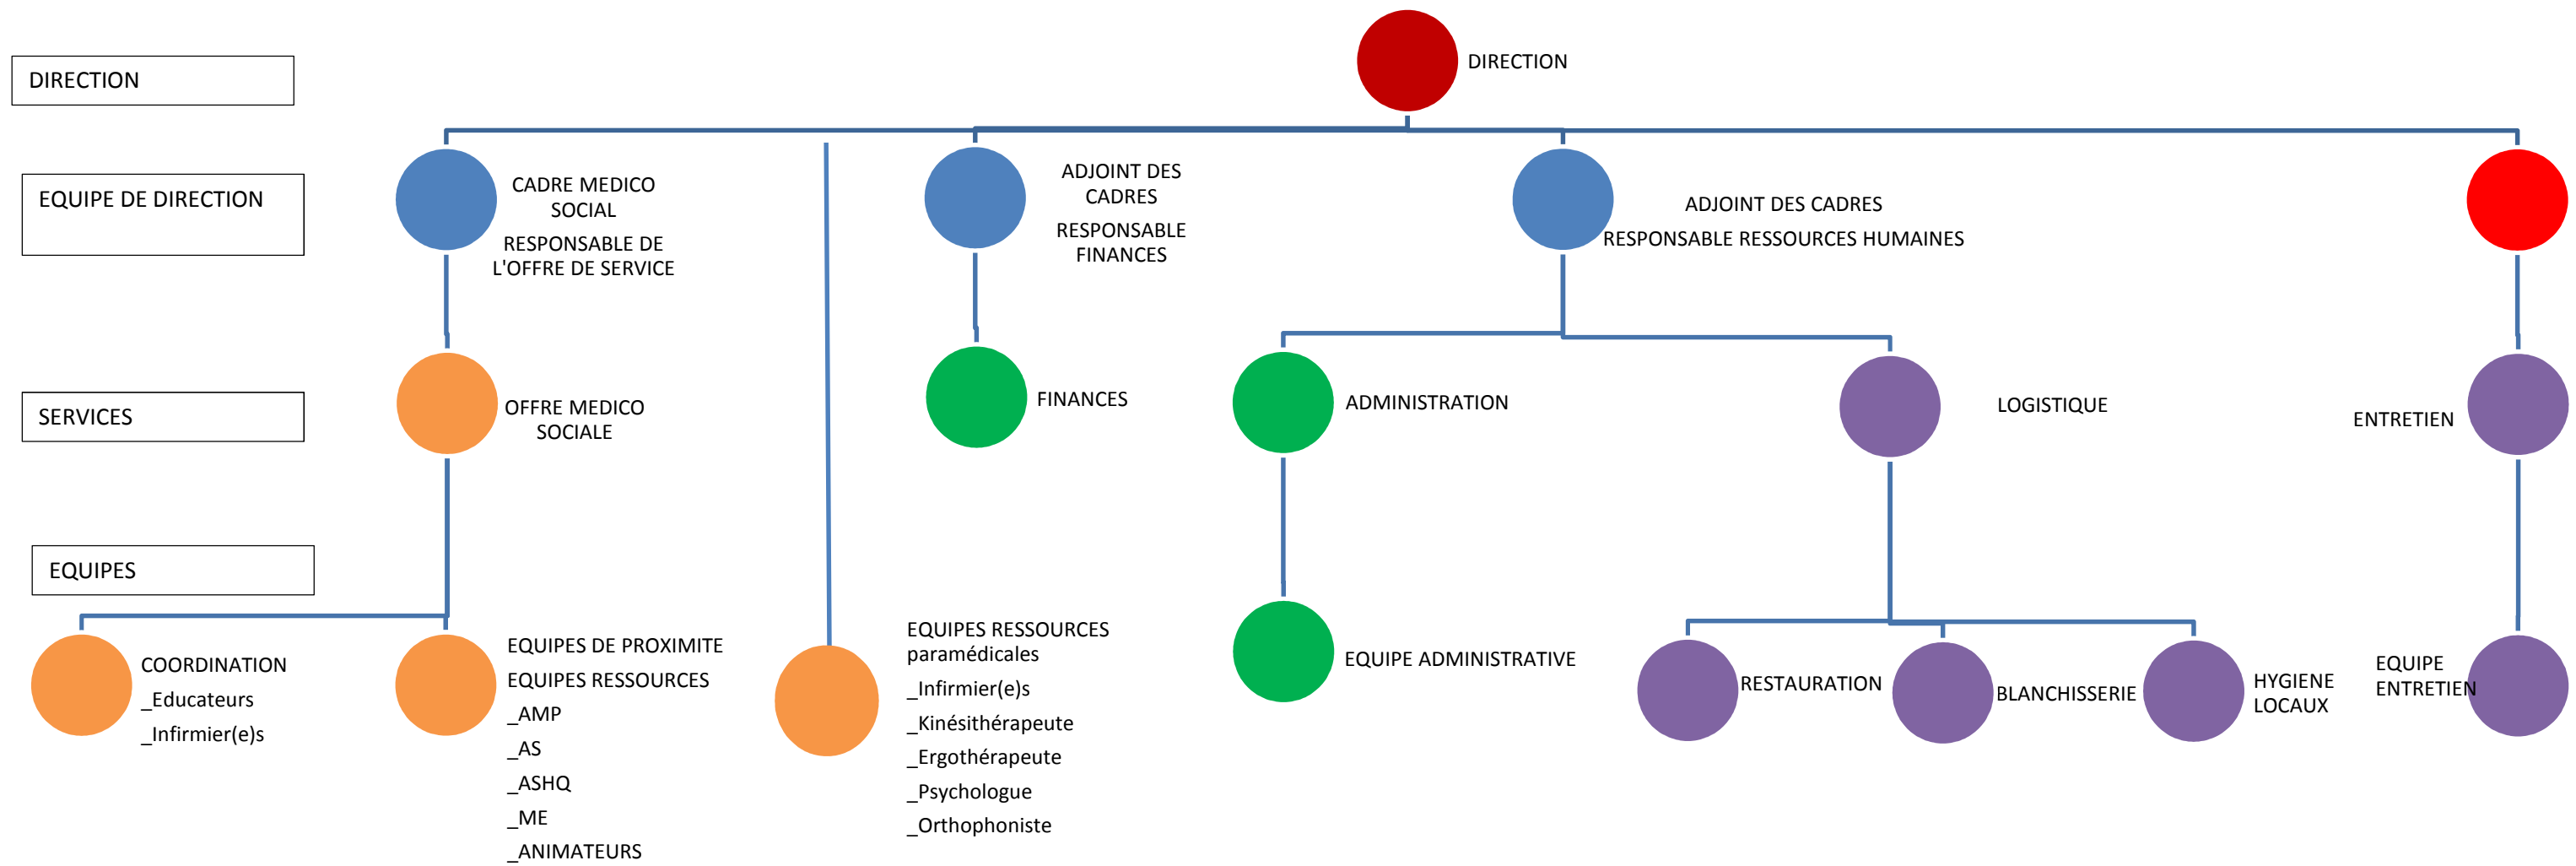 DIRECTION
DIRECTION
EQUIPE DE DIRECTION
CADRE MEDICO
SOCIAL
RESPONSABLE DE
L'OFFRE DE SERVICE
ADJOINT DES
CADRES
RESPONSABLE
FINANCES
ADJOINT DES CADRES
RESPONSABLE RESSOURCES HUMAINES
SERVICES
OFFRE MEDICO
SOCIALE
FINANCES
ADMINISTRATION
LOGISTIQUE
ENTRETIEN
EQUIPES
COORDINATION
_Educateurs
_Infirmier(e)s
EQUIPES DE PROXIMITE
EQUIPES RESSOURCES
_AMP
_AS
_ASHQ
_ME
_ANIMATEURS
EQUIPES RESSOURCES
paramédicales
_Infirmier(e)s
_Kinésithérapeute
_Ergothérapeute
_Psychologue
_Orthophoniste
EQUIPE ADMINISTRATIVE
RESTAURATION
BLANCHISSERIE
HYGIENE
LOCAUX
EQUIPE
ENTRETIEN